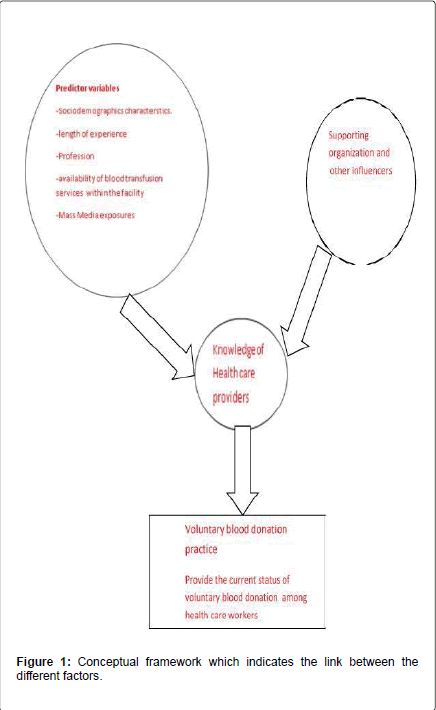 Predictor variables
-Sociodemographics characterstics.
-length of experience
-Profession
-availability of blood transfusion
services within the facility
-Mass Media exposures
Supporting
organization and
other influencers
Knowledge of
Health care
providers
Voluntary blood donation
practice
Provide the current status of
voluntary blood donation among
health care workers
Figure 1: Conceptual framework which indicates the link between the
different factors.